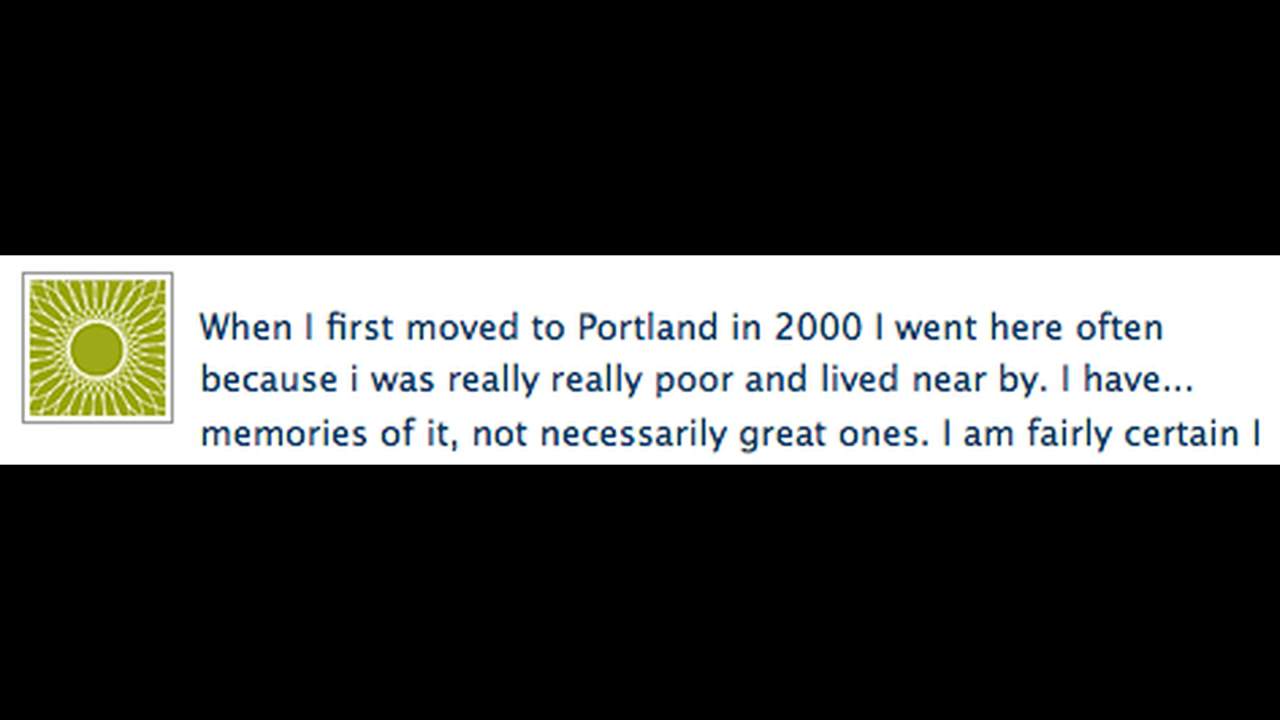 When I first moved to Portland in 2000 I went here often
because i was really really poor and lived near by. I have...
memories of it, not necessarily great ones. I am fairly certain I